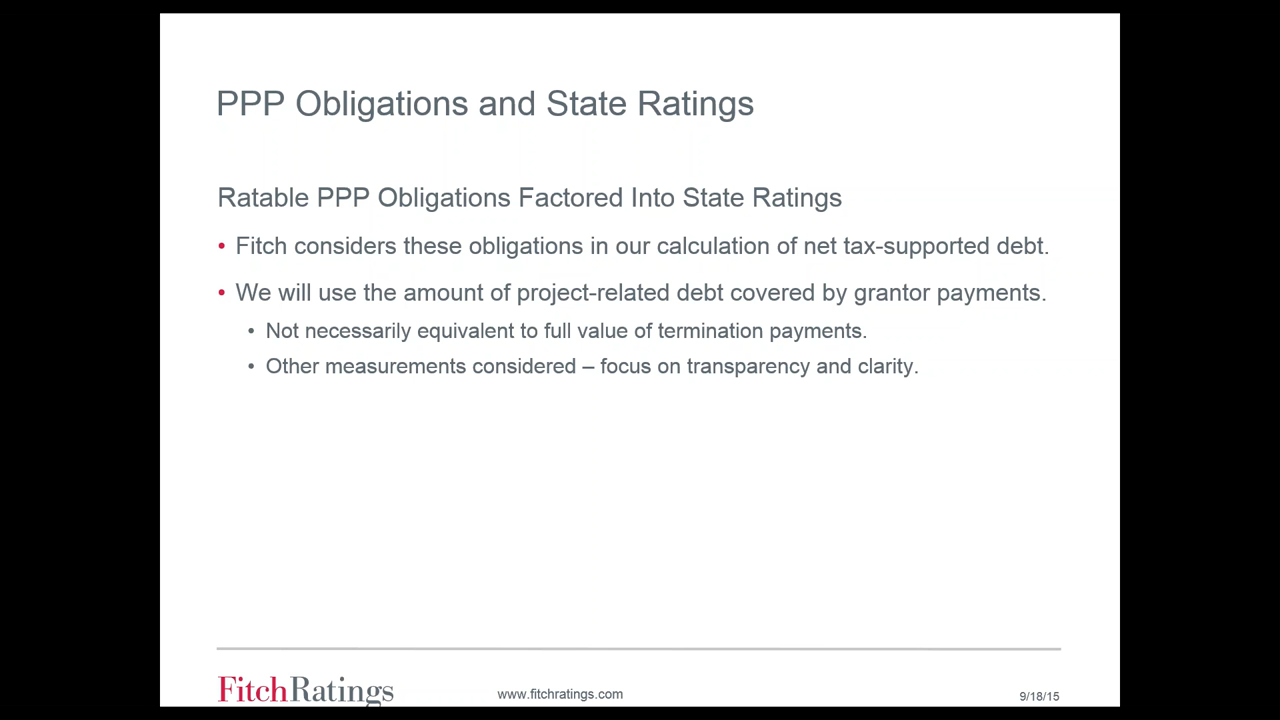 PPP Obligations and State Ratings
Ratable PPP Obligations Factored Into State Ratings
• Fitch considers these obligations in our calculation of net tax-supported debt.
• We will use the amount of project-related debt covered by grantor payments.
• Not necessarily equivalent to full value of termination payments.
• Other measurements considered – focus on transparency and clarity.
FitchRatings
www.fitchratings.com
9/18/15